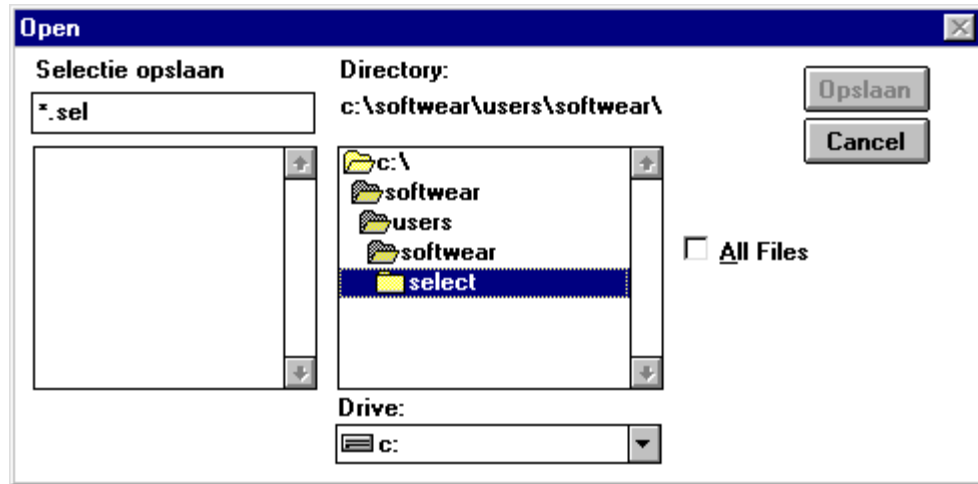 Open
Selectie opslaan
*.sel
Directory:
c:\softwear\users\softwear\
c:\
softwear
users
softwear
select
Drive:
c:
Opslaan
Cancel
All Files